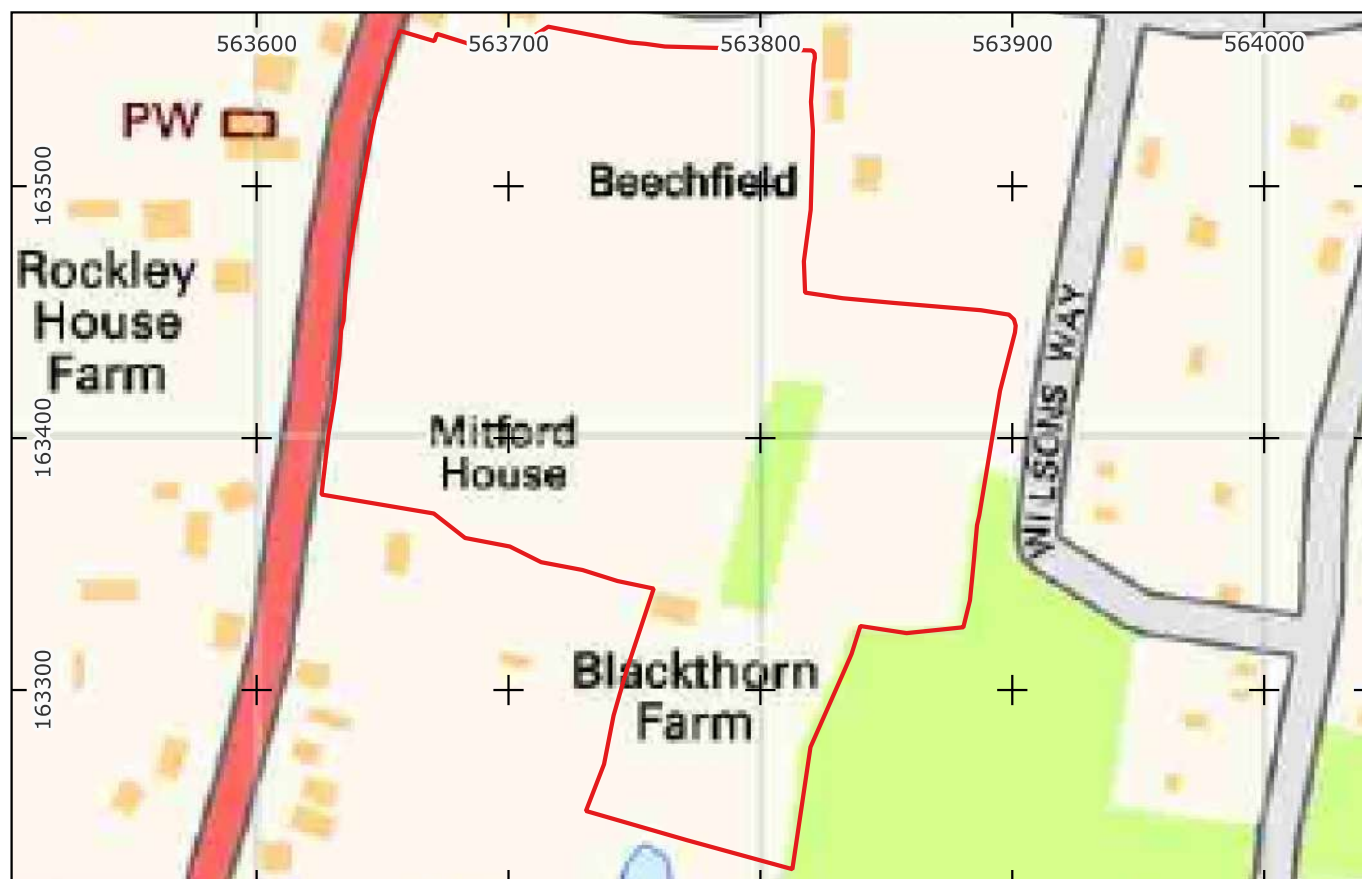 563600
563700
563800
563900
564000
PW
163500
Beechfield
Rockley
House
Farm
WILSONS WAY
163400
Mitford
House
163300
Blackthorn
Farm